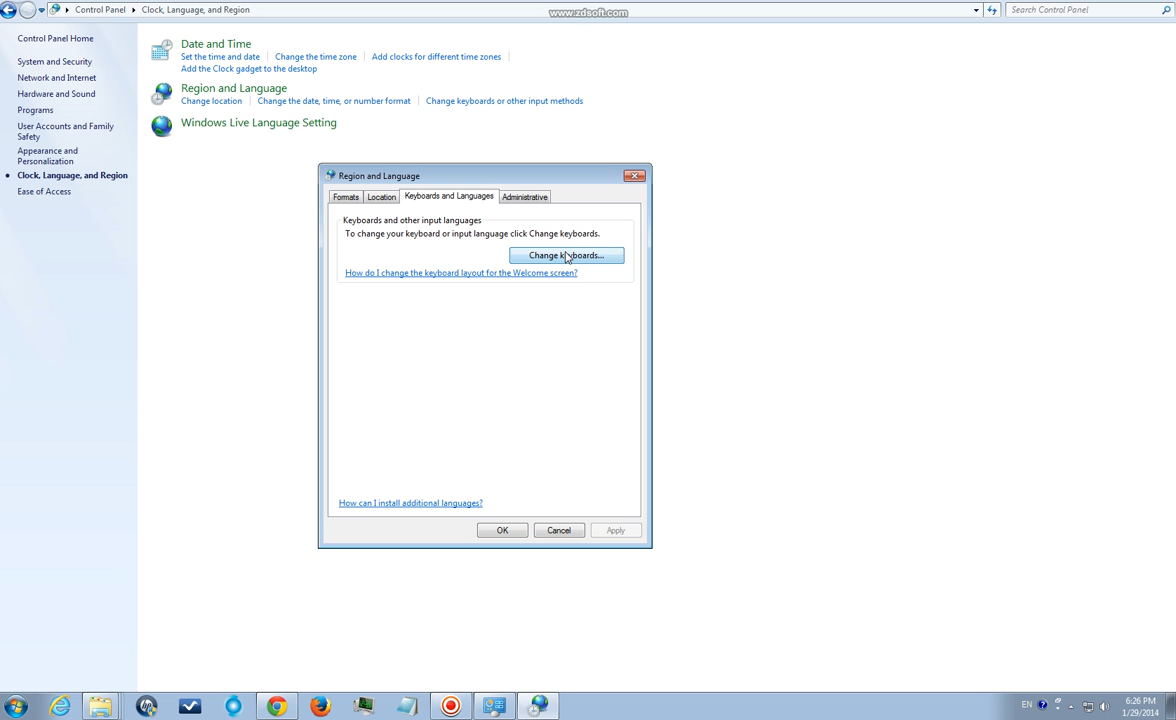 Control Panel Clock, Language, and Region
www.zdsoft.com
Search Control Panel
Control Panel Home
System and Security
Network and Internet
Hardware and Sound
Programs
User Accounts and Family
Safety
Appearance and
Personalization
Clock, Language, and Region
Ease of Access
Date and Time
Set the time and date Change the time zone Add clocks for different time zones
Add the Clock gadget to the desktop
Region and Language
Change location Change the date, time, or number format Change keyboards or other input methods
Windows Live Language Setting
Region and Language
Formats Location Keyboards and Languages Administrative
Keyboards and other input languages
To change your keyboard or input language click Change keyboards.
Change keyboards...
How do I change the keyboard layout for the Welcome screen?
How can I install additional languages?
OK Cancel Apply
hp
EN
6:26 PM
1/29/2014